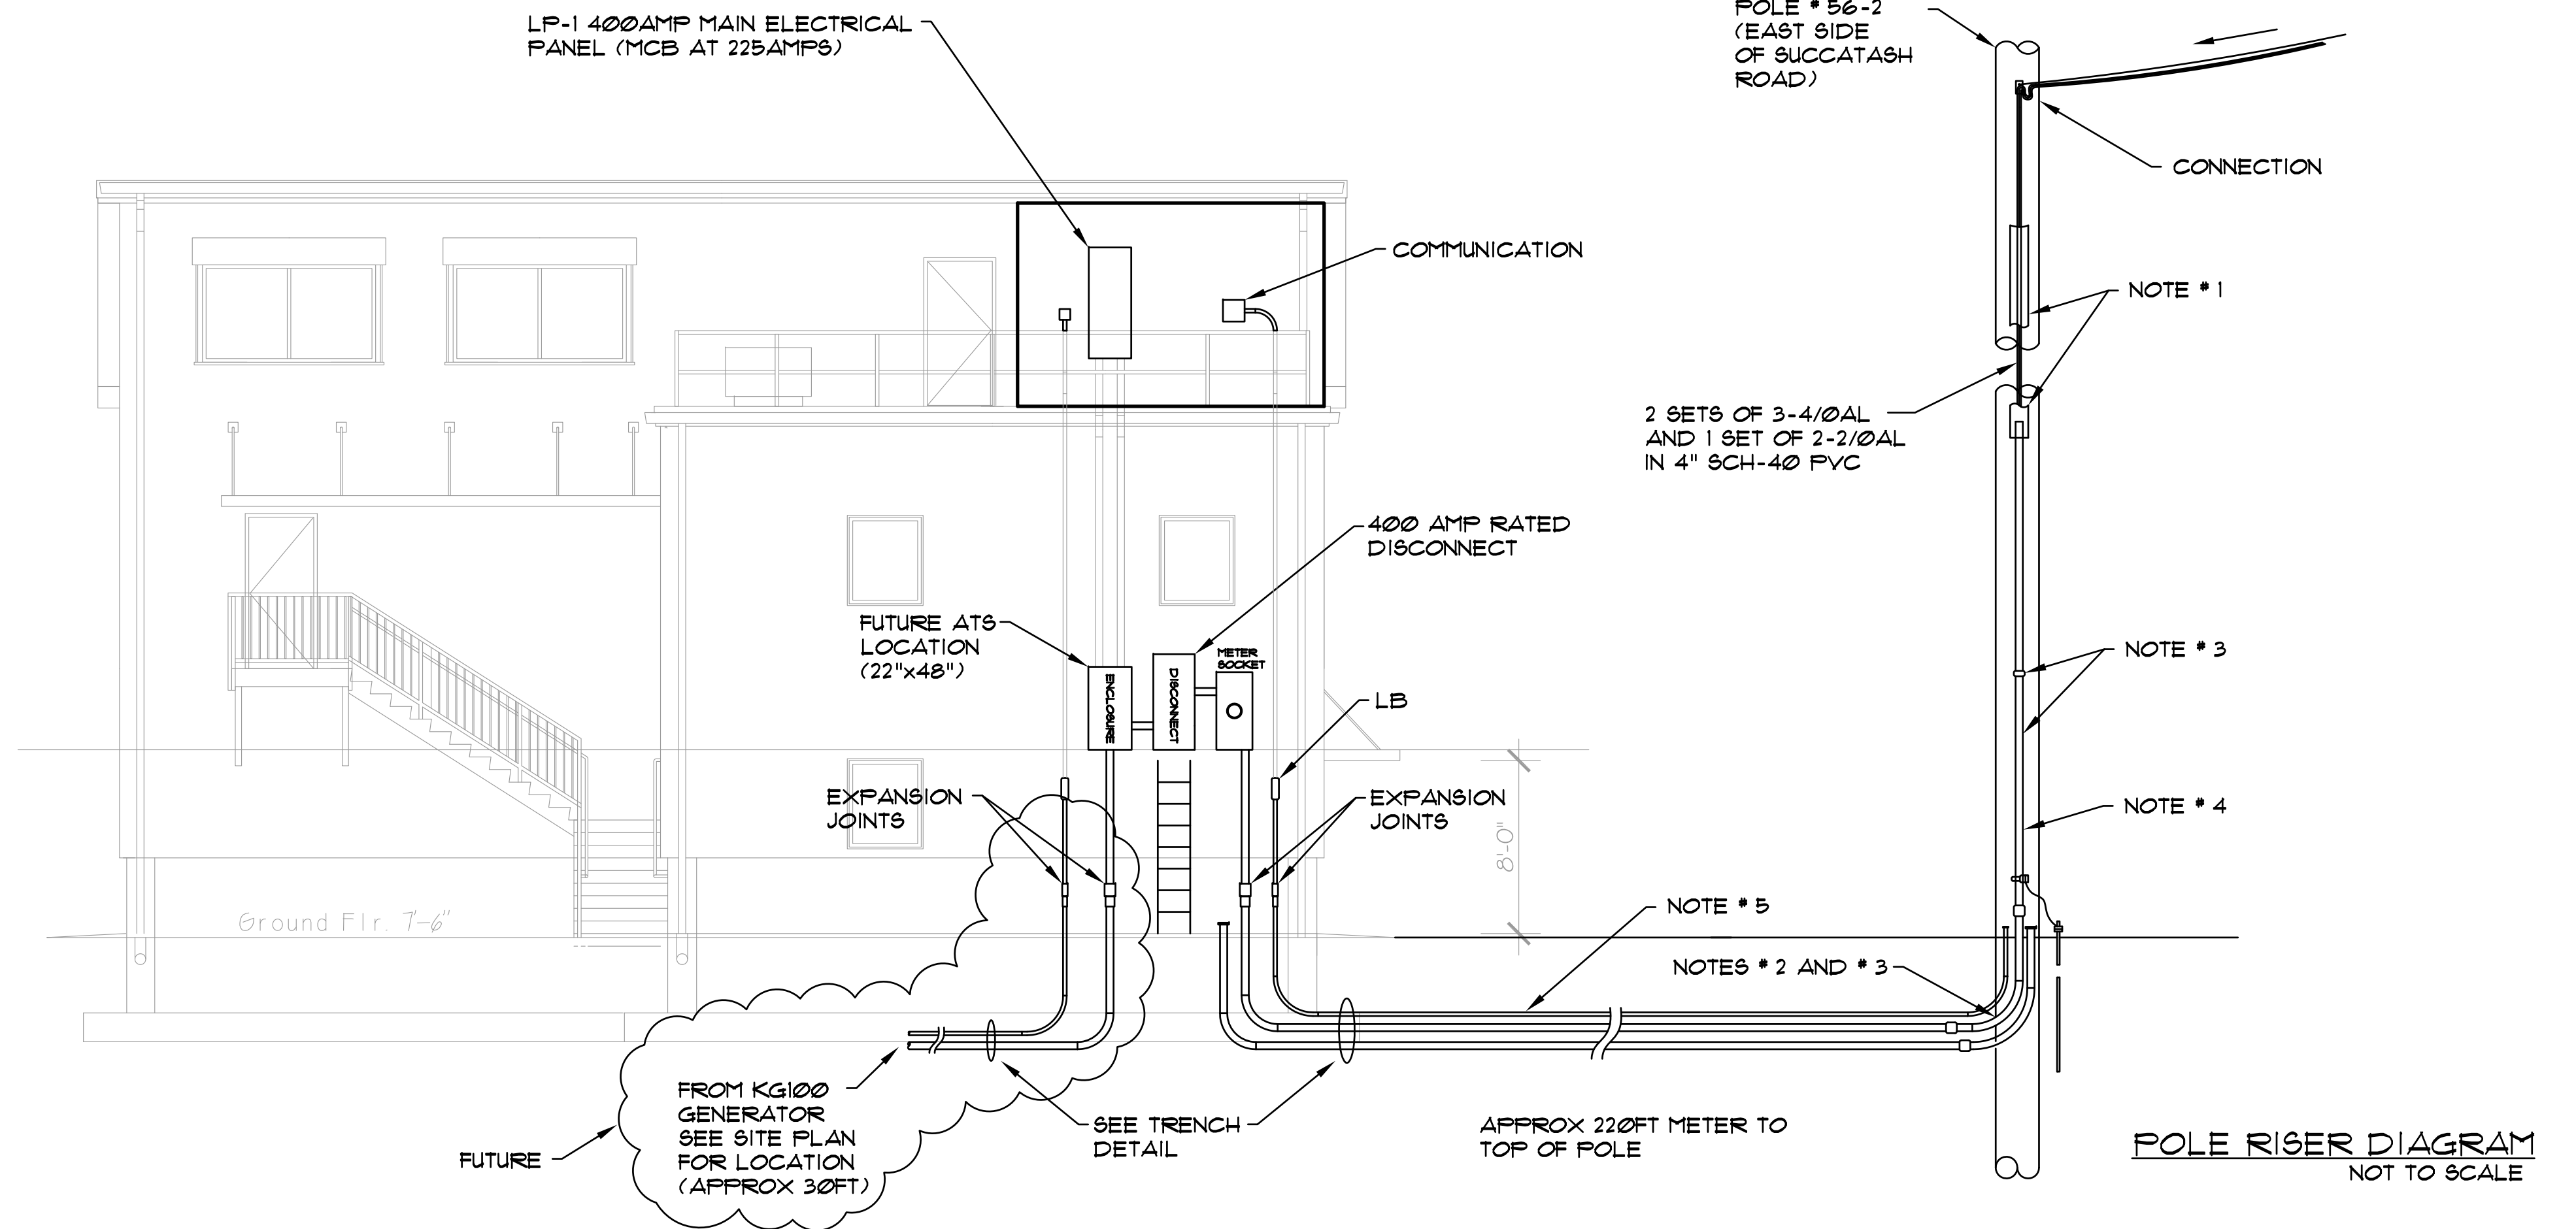 LP-1 400AMP MAIN ELECTRICAL
PANEL (MCB AT 225AMPS)
POLE # 56-2
(EAST SIDE
OF SUCCATASH
ROAD)
CONNECTION
COMMUNICATION
NOTE # 1
2 SETS OF 3-4/0AL
AND 1 SET OF 2-2/0AL
IN 4" SCH-40 PVC
400 AMP RATED
DISCONNECT
FUTURE ATS
LOCATION
(22"x48")
METER
SOCKET
ENCLOSURE
DISCONNECT
NOTE # 3
LB
EXPANSION
JOINTS
EXPANSION
JOINTS
NOTE # 4
8'-0"
Ground Flr. 7'-6"
NOTE # 5
NOTES # 2 AND # 3
FROM KG100
GENERATOR
SEE SITE PLAN
FOR LOCATION
(APPROX 30FT)
FUTURE
SEE TRENCH
DETAIL
APPROX 220FT METER TO
TOP OF POLE
POLE RISER DIAGRAM
NOT TO SCALE